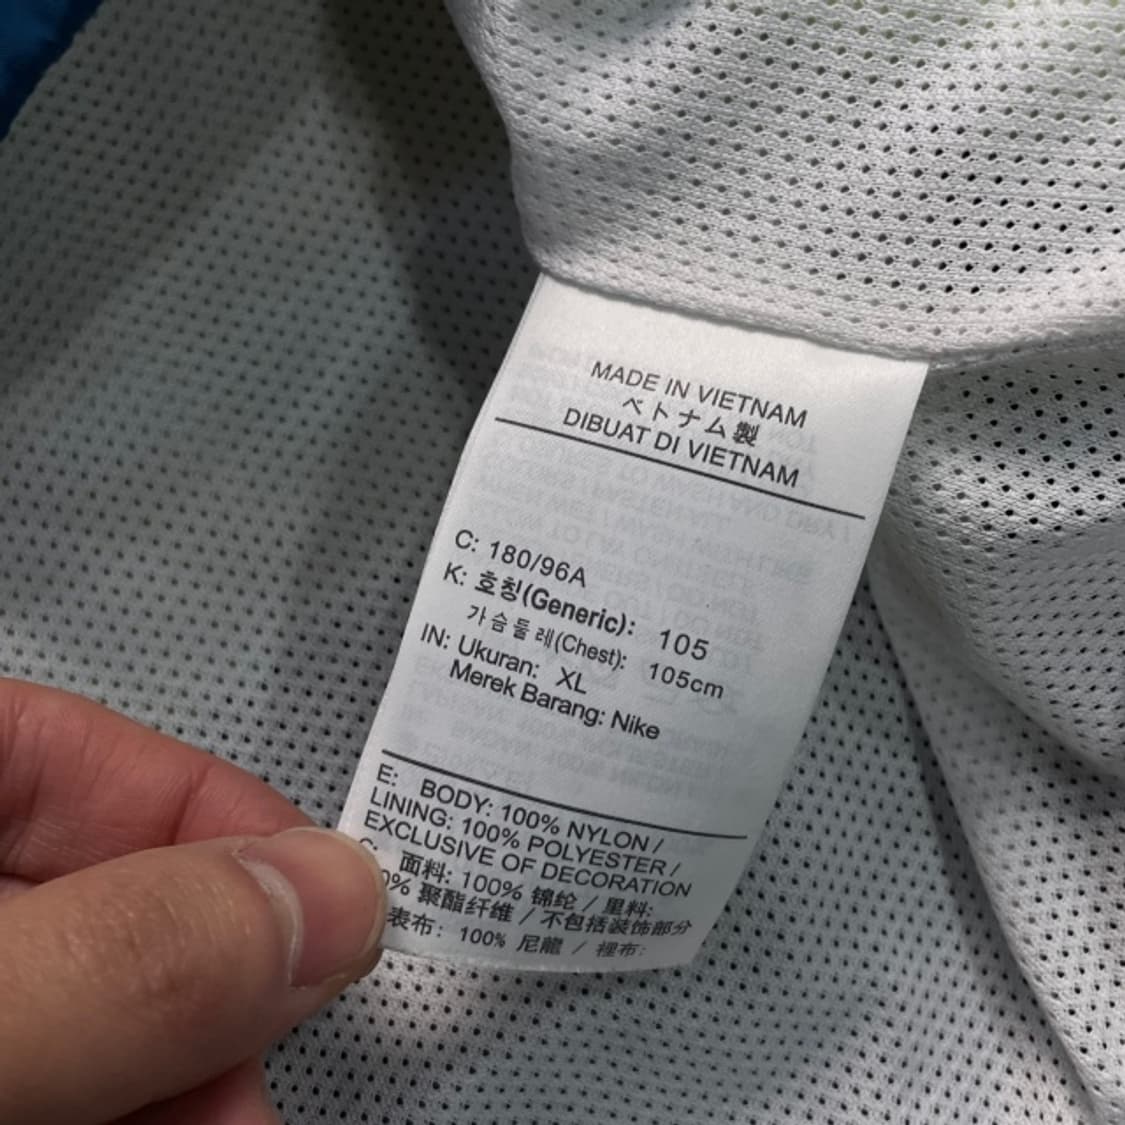 MADE IN VIETNAM
ベトナム製
DIBUAT DI VIETNAM
C: 180/96A
K: 호칭(Generic): 105
가슴둘레(Chest): 105cm
IN: Ukuran: XL
Merek Barang: Nike
E: BODY: 100% NYLON /
LINING: 100% POLYESTER /
EXCLUSIVE OF DECORATION
C: 面料: 100% 锦纶 / 里料:
0% 聚酯纤维 / 不包括装饰部分
表布: 100% 尼龍 / 裡布: